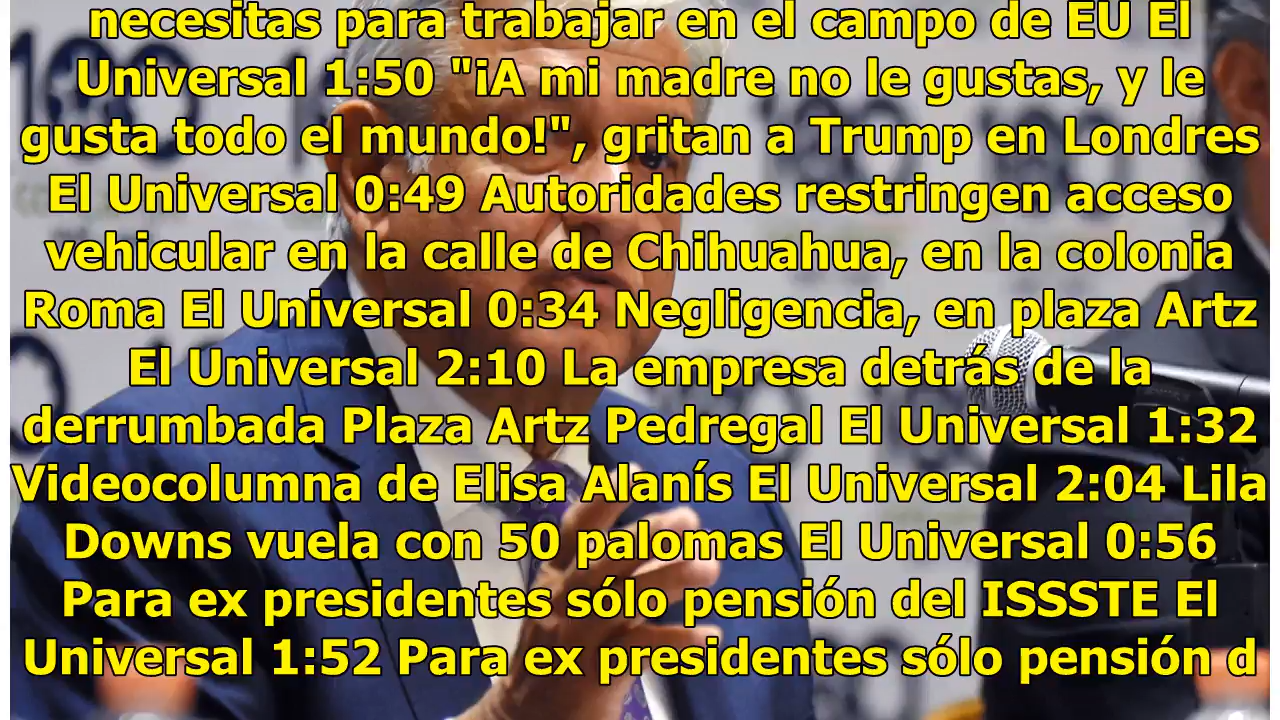 necesitas para trabajar en el campo de EU El
Universal 1:50 "¡A mi madre no le gustas, y le
gusta todo el mundo!", gritan a Trump en Londres
El Universal 0:49 Autoridades restringen acceso
vehicular en la calle de Chihuahua, en la colonia
Roma El Universal 0:34 Negligencia, en plaza Artz
El Universal 2:10 La empresa detrás de la
derrumbada Plaza Artz Pedregal El Universal 1:32
Videocolumna de Elisa Alanís El Universal 2:04 Lila
Downs vuela con 50 palomas El Universal 0:56
Para ex presidentes sólo pensión del ISSSTE El
Universal 1:52 Para ex presidentes sólo pensión d